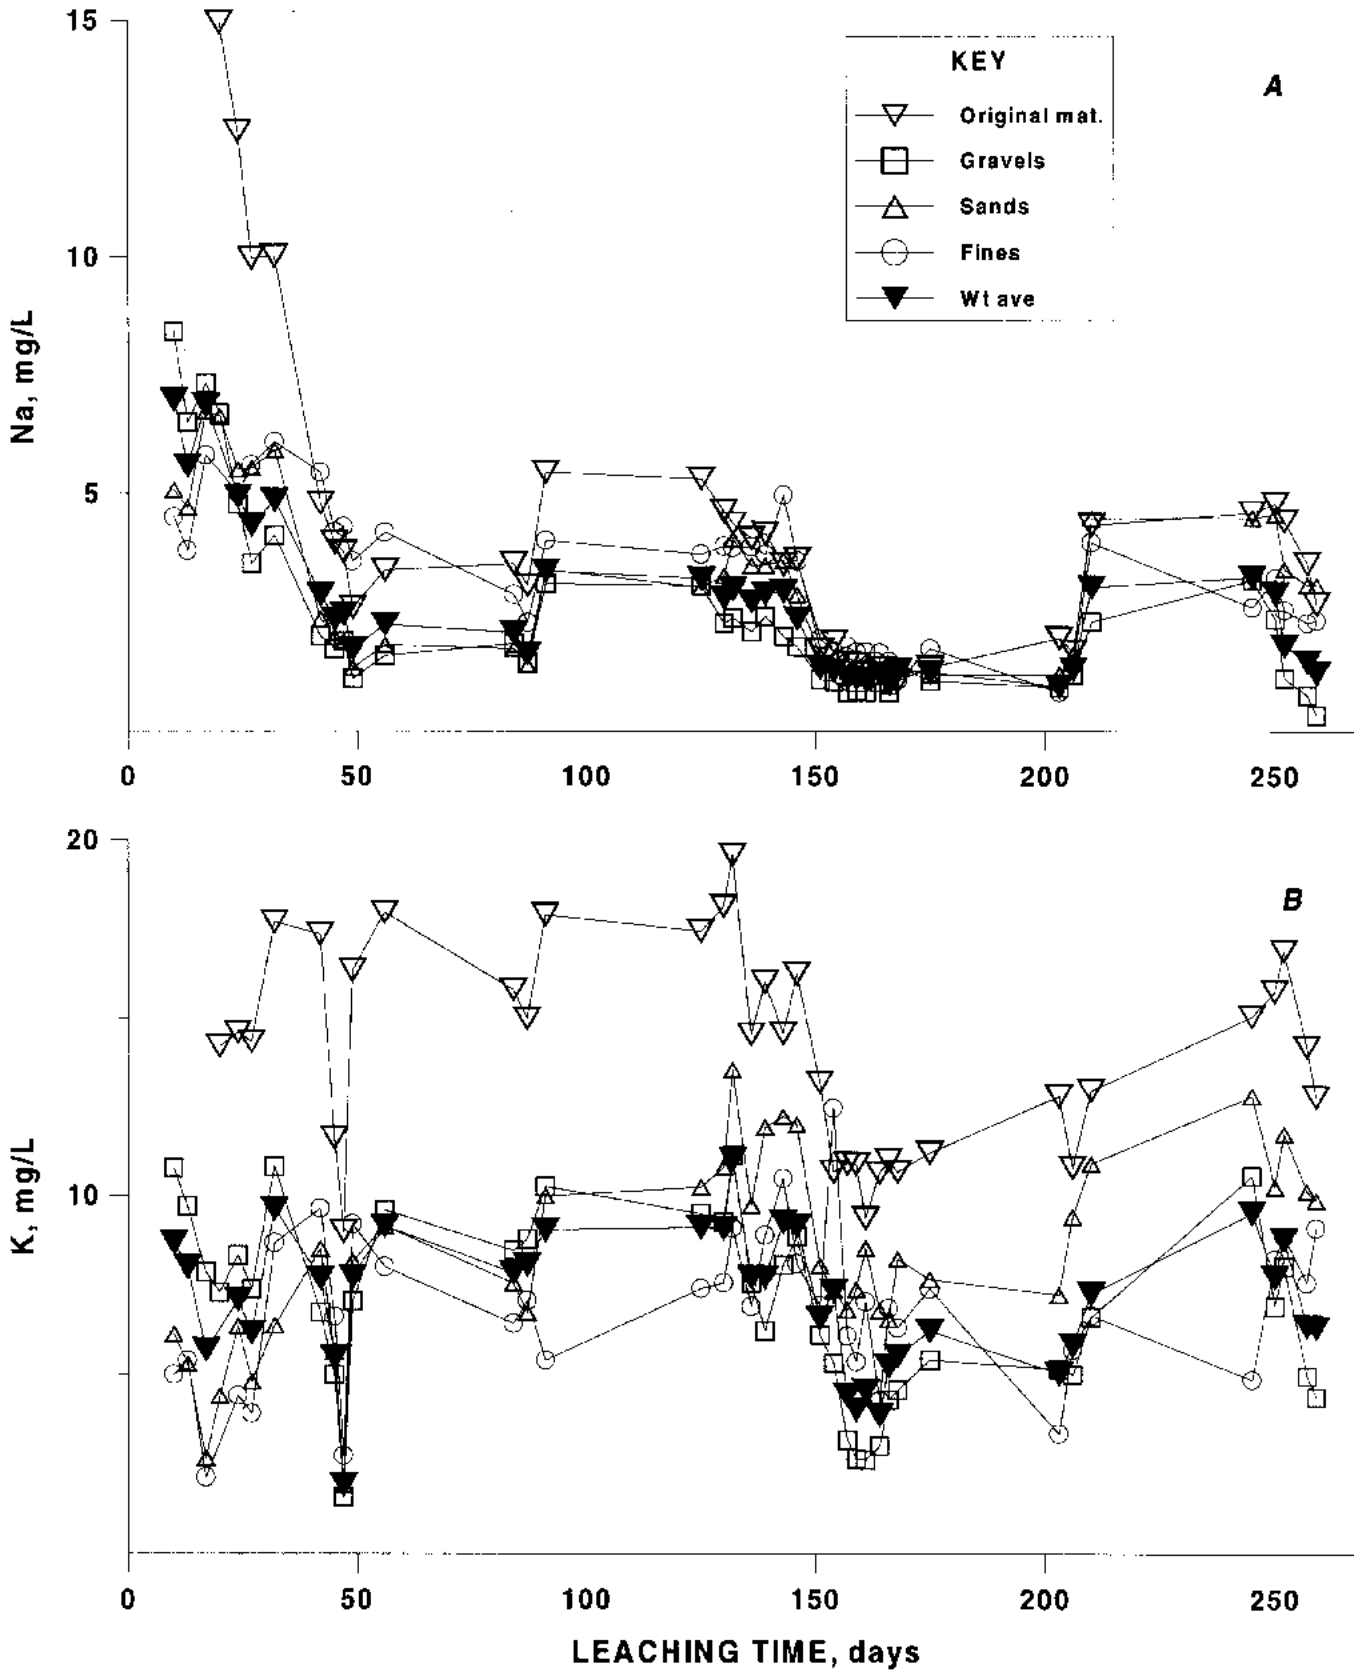 15
10
5
Na, mg/L
KEY
Original mat.
Gravels
Sands
Fines
Wt ave
A
0 50 100 150 200 250
20
10
K, mg/L
B
0 50 100 150 200 250
LEACHING TIME, days